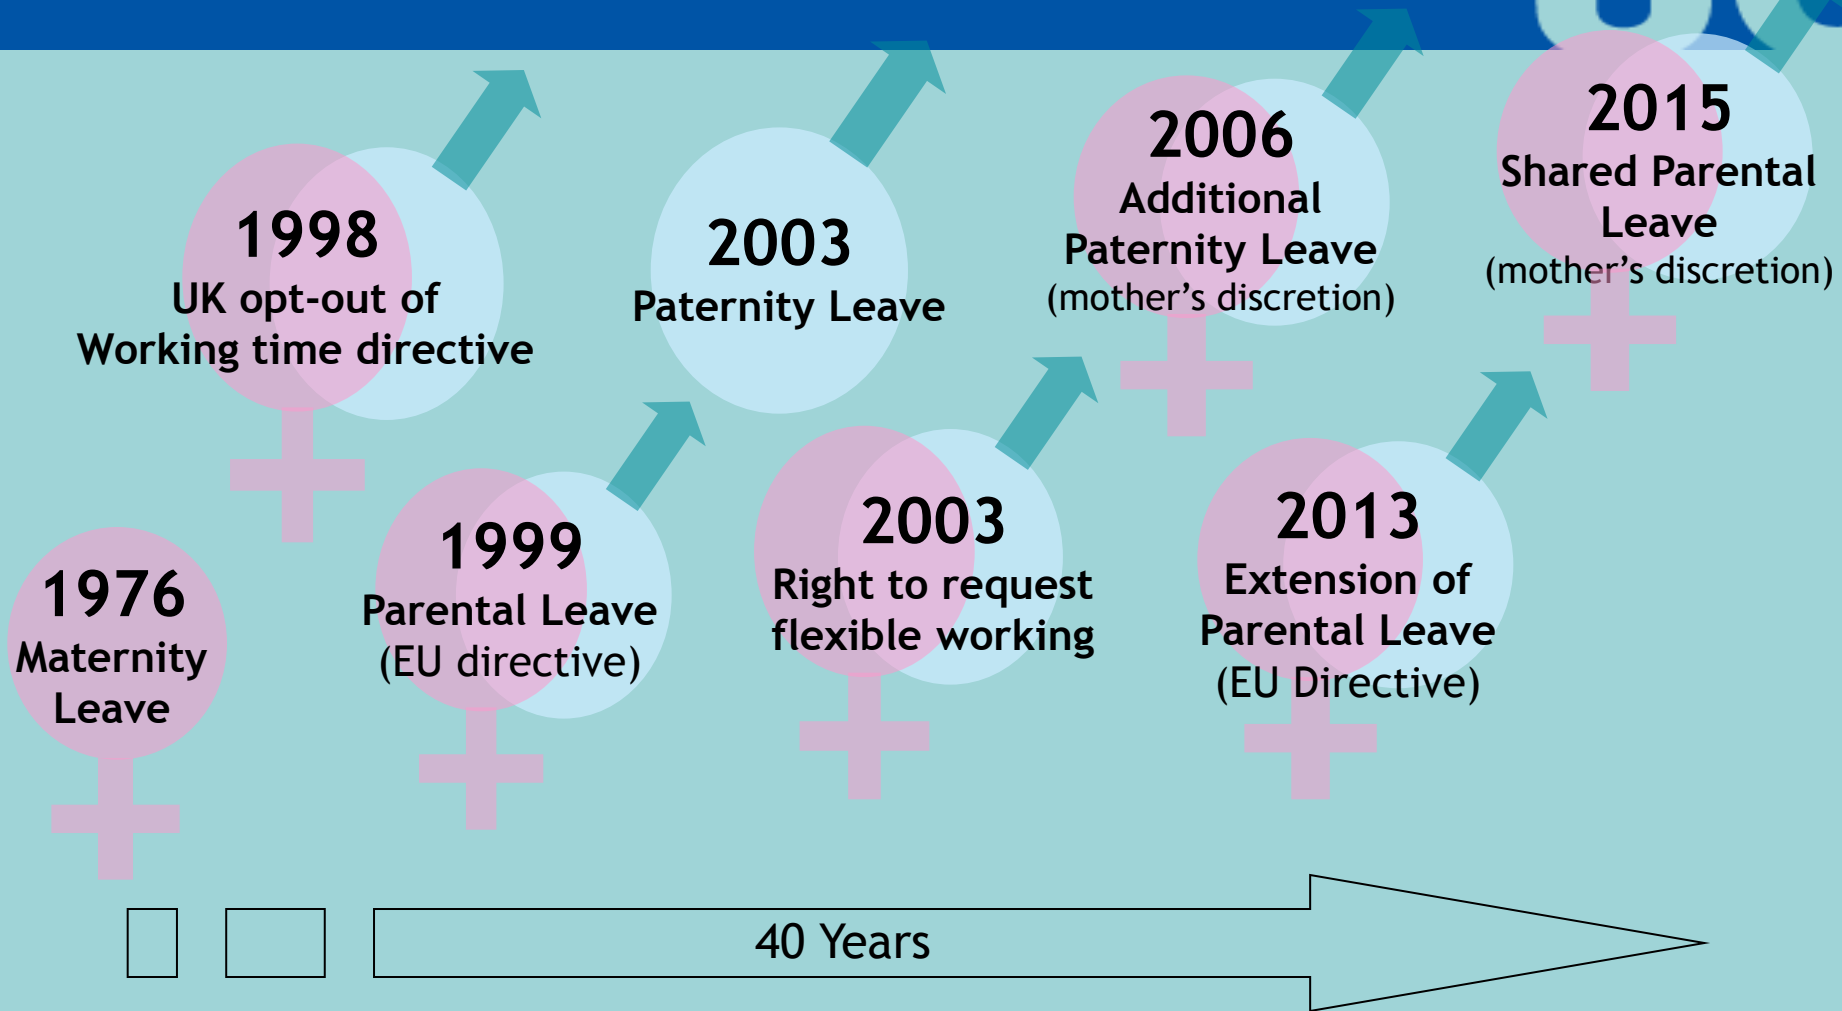 1998
UK opt-out of
Working time directive
2003
Paternity Leave
2006
Additional
Paternity Leave
(mother’s discretion)
2015
Shared Parental
Leave
(mother’s discretion)
1976
Maternity
Leave
1999
Parental Leave
(EU directive)
2003
Right to request
flexible working
2013
Extension of
Parental Leave
(EU Directive)
40 Years